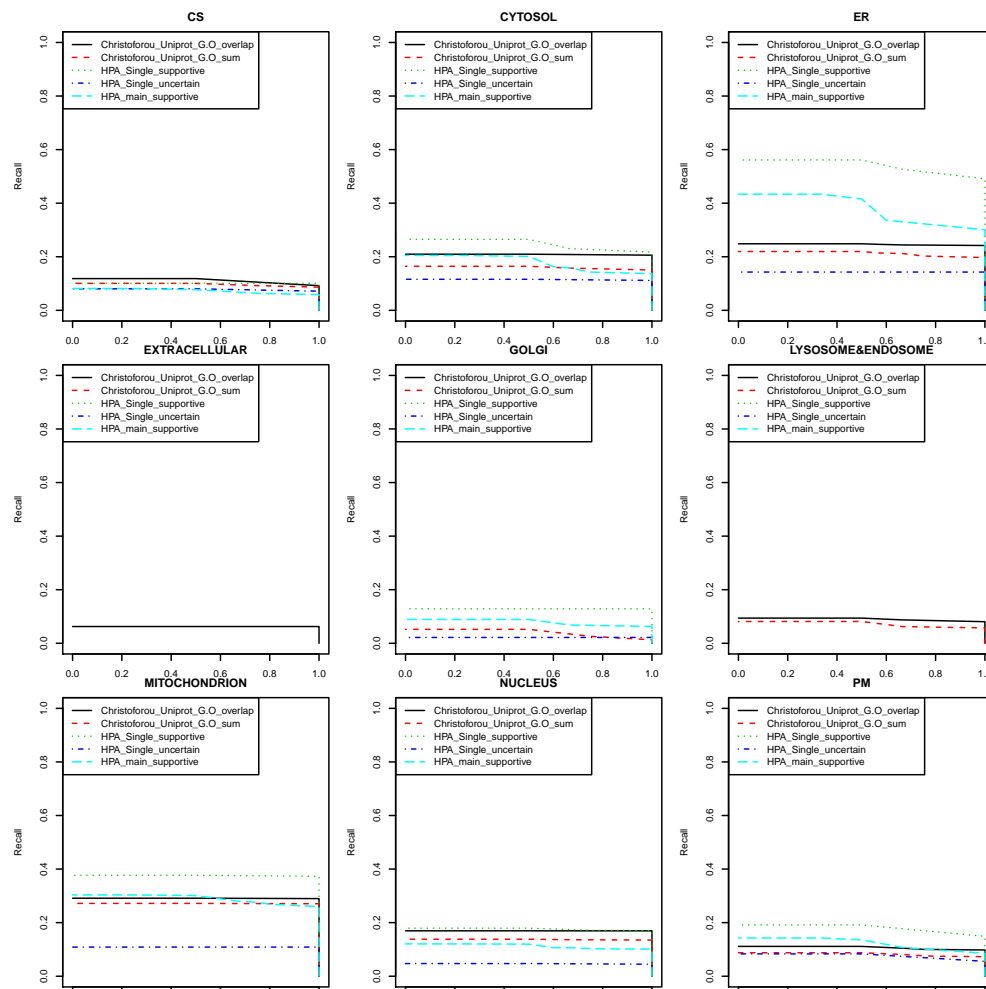 CS
Christoforou_Uniprot_G.O_overlap
Christoforou_Uniprot_G.O_sum
HPA_Single_supportive
HPA_Single_uncertain
HPA_main_supportive
Recall
0.0 0.2 0.4 0.6 0.8 1.0
0.0 0.2 0.4 0.6 0.8 1.0
CYTOSOL
Christoforou_Uniprot_G.O_overlap
Christoforou_Uniprot_G.O_sum
HPA_Single_supportive
HPA_Single_uncertain
HPA_main_supportive
Recall
0.0 0.2 0.4 0.6 0.8 1.0
0.0 0.2 0.4 0.6 0.8 1.0
ER
Christoforou_Uniprot_G.O_overlap
Christoforou_Uniprot_G.O_sum
HPA_Single_supportive
HPA_Single_uncertain
HPA_main_supportive
Recall
0.0 0.2 0.4 0.6 0.8 1.0
0.0 0.2 0.4 0.6 0.8
EXTRACELLULAR
Christoforou_Uniprot_G.O_overlap
Christoforou_Uniprot_G.O_sum
HPA_Single_supportive
HPA_Single_uncertain
HPA_main_supportive
Recall
0.0 0.2 0.4 0.6 0.8 1.0
0.0 0.2 0.4 0.6 0.8 1.0
GOLGI
Christoforou_Uniprot_G.O_overlap
Christoforou_Uniprot_G.O_sum
HPA_Single_supportive
HPA_Single_uncertain
HPA_main_supportive
Recall
0.0 0.2 0.4 0.6 0.8 1.0
0.0 0.2 0.4 0.6 0.8 1.0
LYSOSOME&ENDOSOME
Christoforou_Uniprot_G.O_overlap
Christoforou_Uniprot_G.O_sum
HPA_Single_supportive
HPA_Single_uncertain
HPA_main_supportive
Recall
0.0 0.2 0.4 0.6 0.8 1.0
0.0 0.2 0.4 0.6 0.8
MITOCHONDRION
Christoforou_Uniprot_G.O_overlap
Christoforou_Uniprot_G.O_sum
HPA_Single_supportive
HPA_Single_uncertain
HPA_main_supportive
Recall
0.0 0.2 0.4 0.6 0.8 1.0
NUCLEUS
Christoforou_Uniprot_G.O_overlap
Christoforou_Uniprot_G.O_sum
HPA_Single_supportive
HPA_Single_uncertain
HPA_main_supportive
Recall
0.0 0.2 0.4 0.6 0.8 1.0
PM
Christoforou_Uniprot_G.O_overlap
Christoforou_Uniprot_G.O_sum
HPA_Single_supportive
HPA_Single_uncertain
HPA_main_supportive
Recall
0.0 0.2 0.4 0.6 0.8 1.0